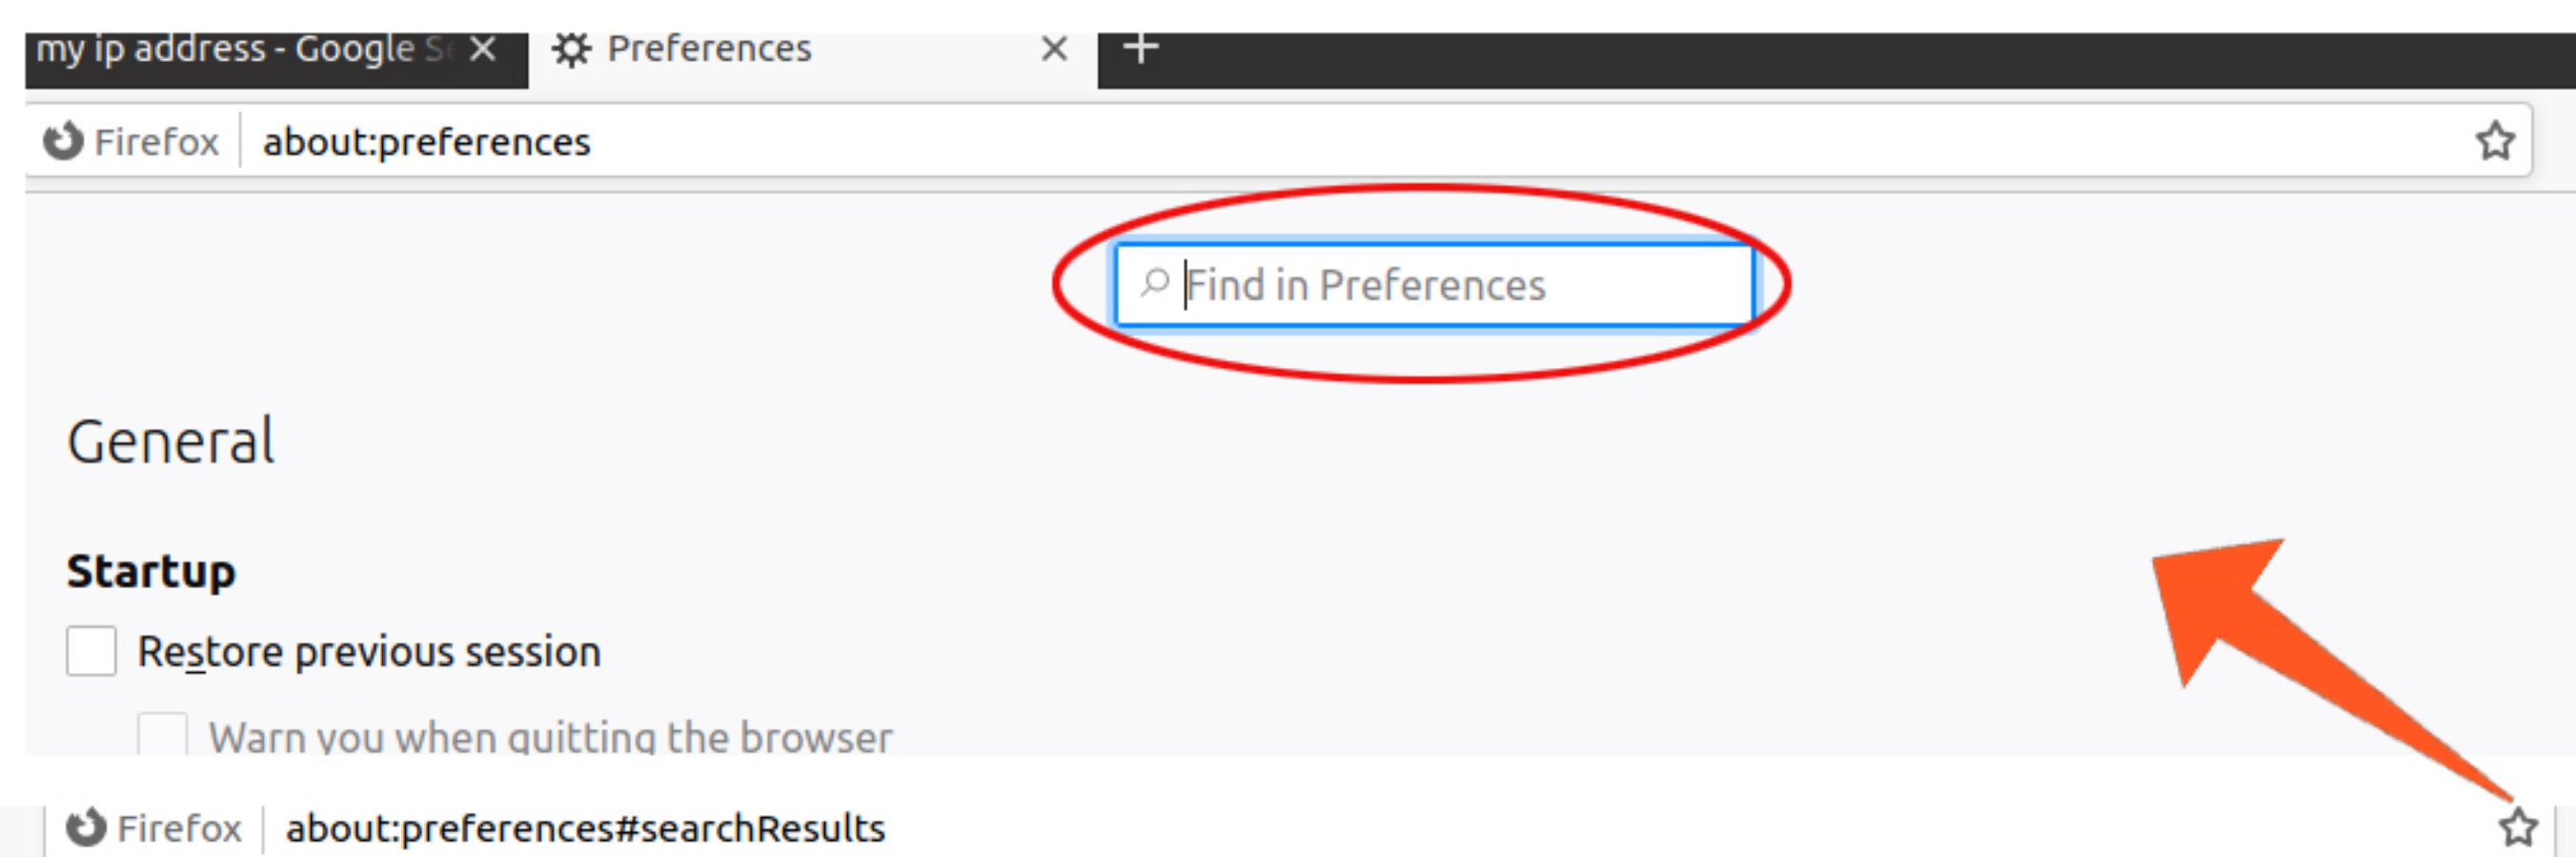 my ip address - Google S
Preferences
Firefox about:preferences
Find in Preferences
General
Startup
Restore previous session
Warn you when quitting the browser
Firefox about:preferences#searchResults